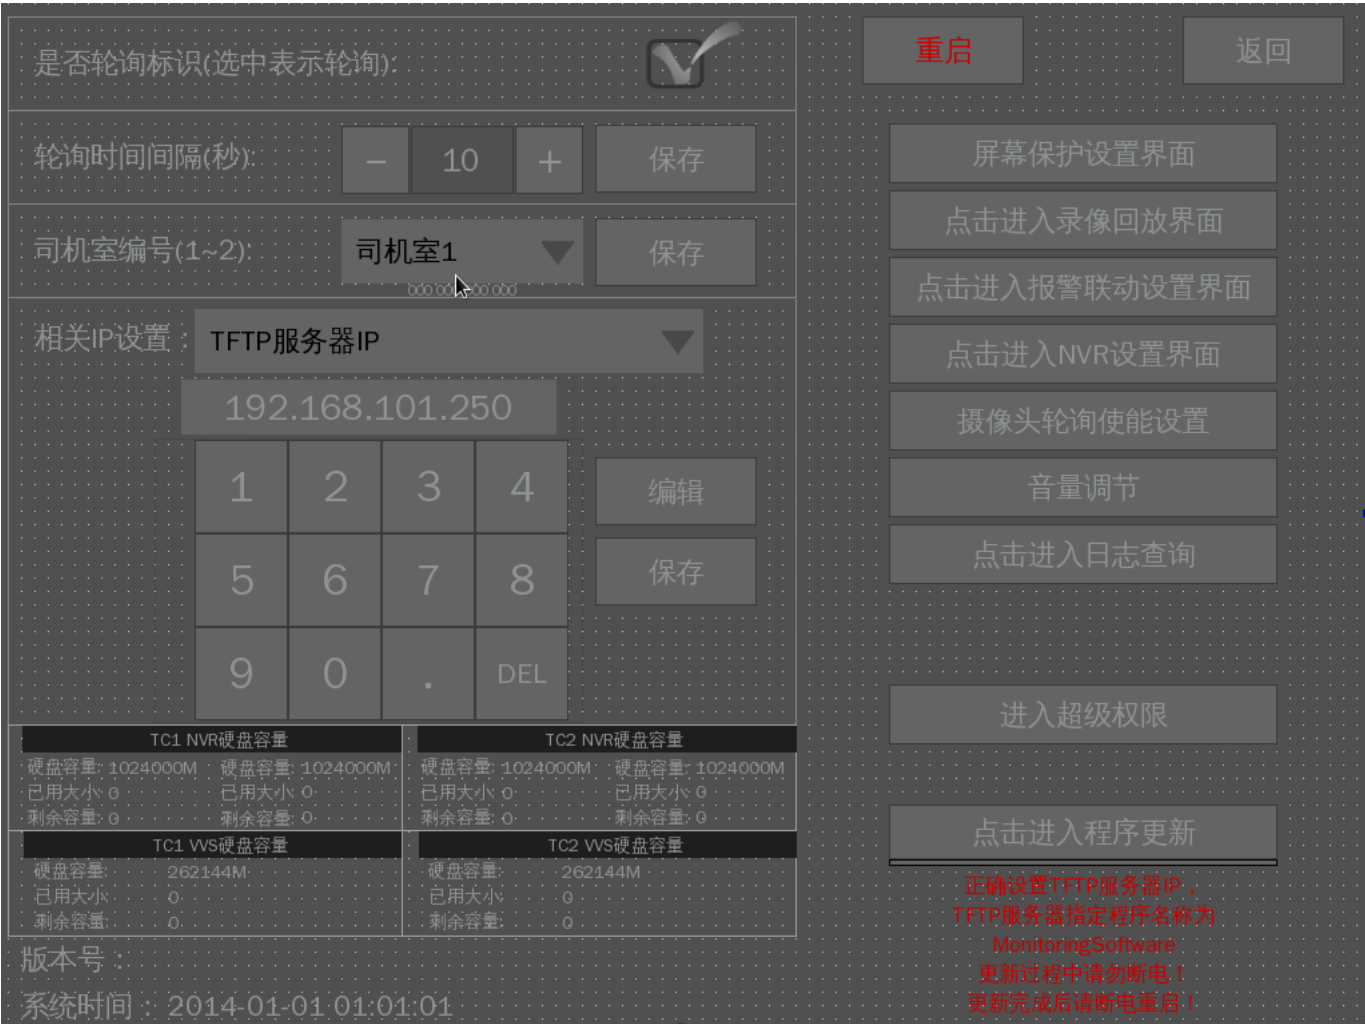 是否轮询标识(选中表示轮询):
重启
返回
轮询时间间隔(秒):
−
10
+
保存
司机室编号(1~2):
司机室1
保存
相关IP设置：
TFTP服务器IP
192.168.101.250
1 2 3 4
5 6 7 8
9 0 . DEL
编辑
保存
屏幕保护设置界面
点击进入录像回放界面
点击进入报警联动设置界面
点击进入NVR设置界面
摄像头轮询使能设置
音量调节
点击进入日志查询
进入超级权限
点击进入程序更新
正确设置TFTP服务器IP，
TFTP服务器指定程序名称为
MonitoringSoftware
更新过程中请勿断电！
更新完成后请断电重启！
TC1 NVR硬盘容量
硬盘容量: 1024000M 硬盘容量: 1024000M
已用大小: 0 已用大小: 0
剩余容量: 0 剩余容量: 0
TC2 NVR硬盘容量
硬盘容量: 1024000M 硬盘容量: 1024000M
已用大小: 0 已用大小: 0
剩余容量: 0 剩余容量: 0
TC1 VVS硬盘容量
硬盘容量: 262144M
已用大小: 0
剩余容量: 0
TC2 VVS硬盘容量
硬盘容量: 262144M
已用大小: 0
剩余容量: 0
版本号：
系统时间： 2014-01-01 01:01:01